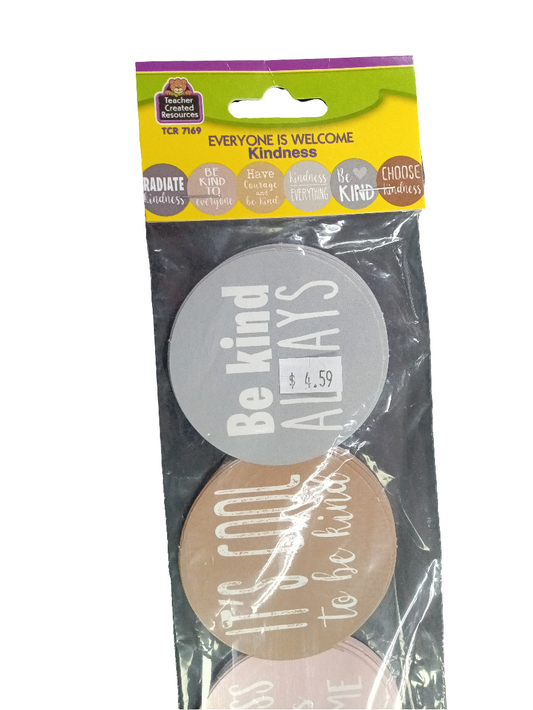 Teacher
Created
Resources
TCR 7169
EVERYONE IS WELCOME
Kindness
RADIATE
kindness
BE
KIND
TO
everyone
Have
Courage and
be kind
kindness
EVERYTHING
Be
KIND
CHOOSE
kindness
Be kind
ALWAYS
$ 4.59
IT'S COOL
to be kind
ME